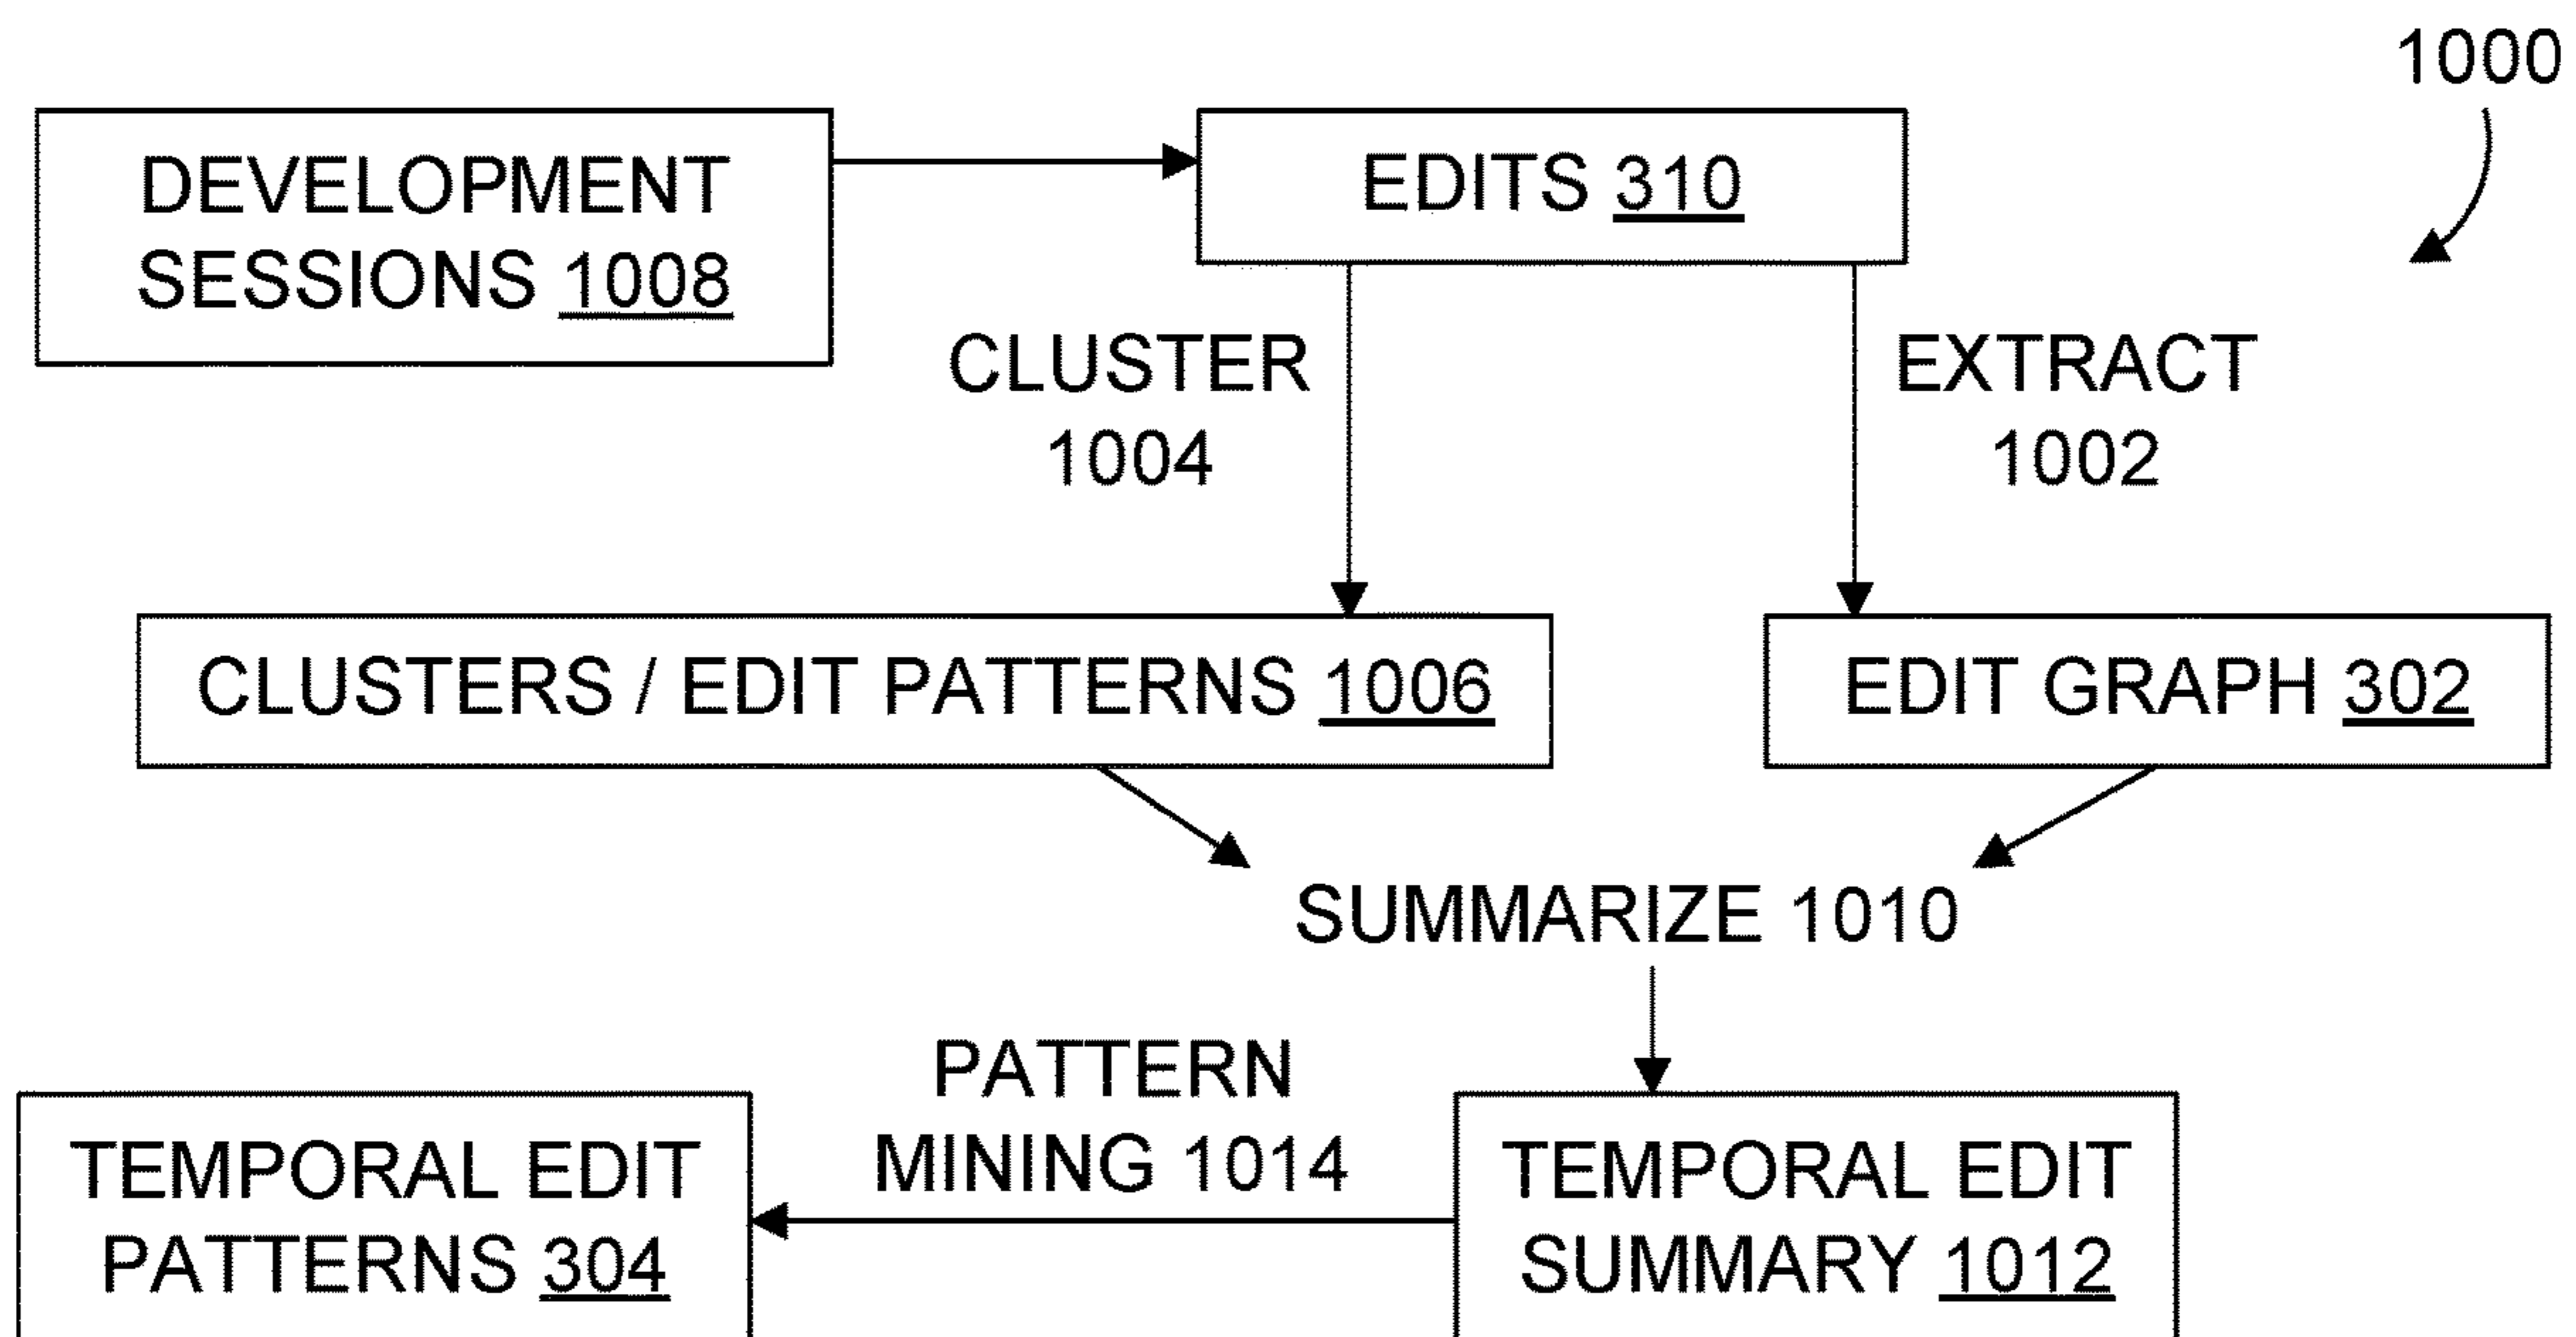 1000
DEVELOPMENT
SESSIONS 1008
EDITS 310
CLUSTER
1004
EXTRACT
1002
CLUSTERS / EDIT PATTERNS 1006
EDIT GRAPH 302
SUMMARIZE 1010
PATTERN
MINING 1014
TEMPORAL EDIT
PATTERNS 304
TEMPORAL EDIT
SUMMARY 1012